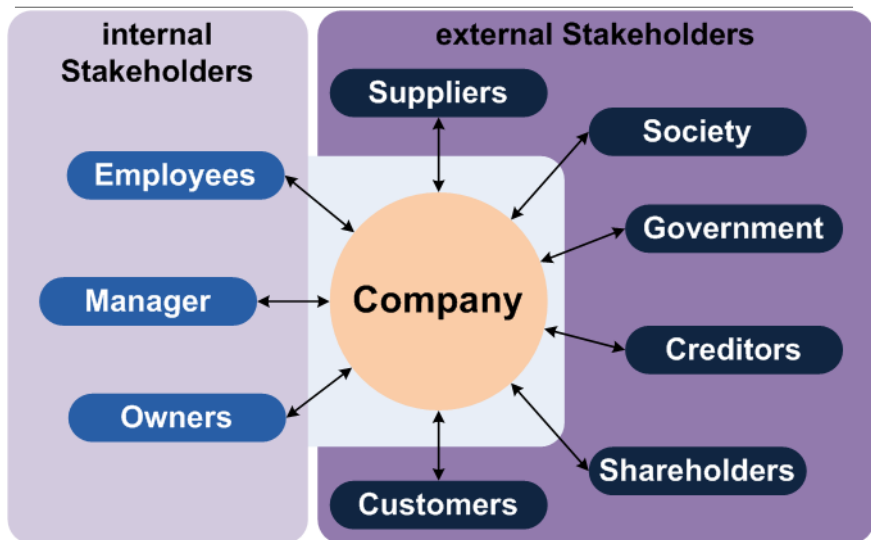 internal
Stakeholders
external Stakeholders
Suppliers
Society
Employees
Government
Manager
Company
Creditors
Owners
Shareholders
Customers